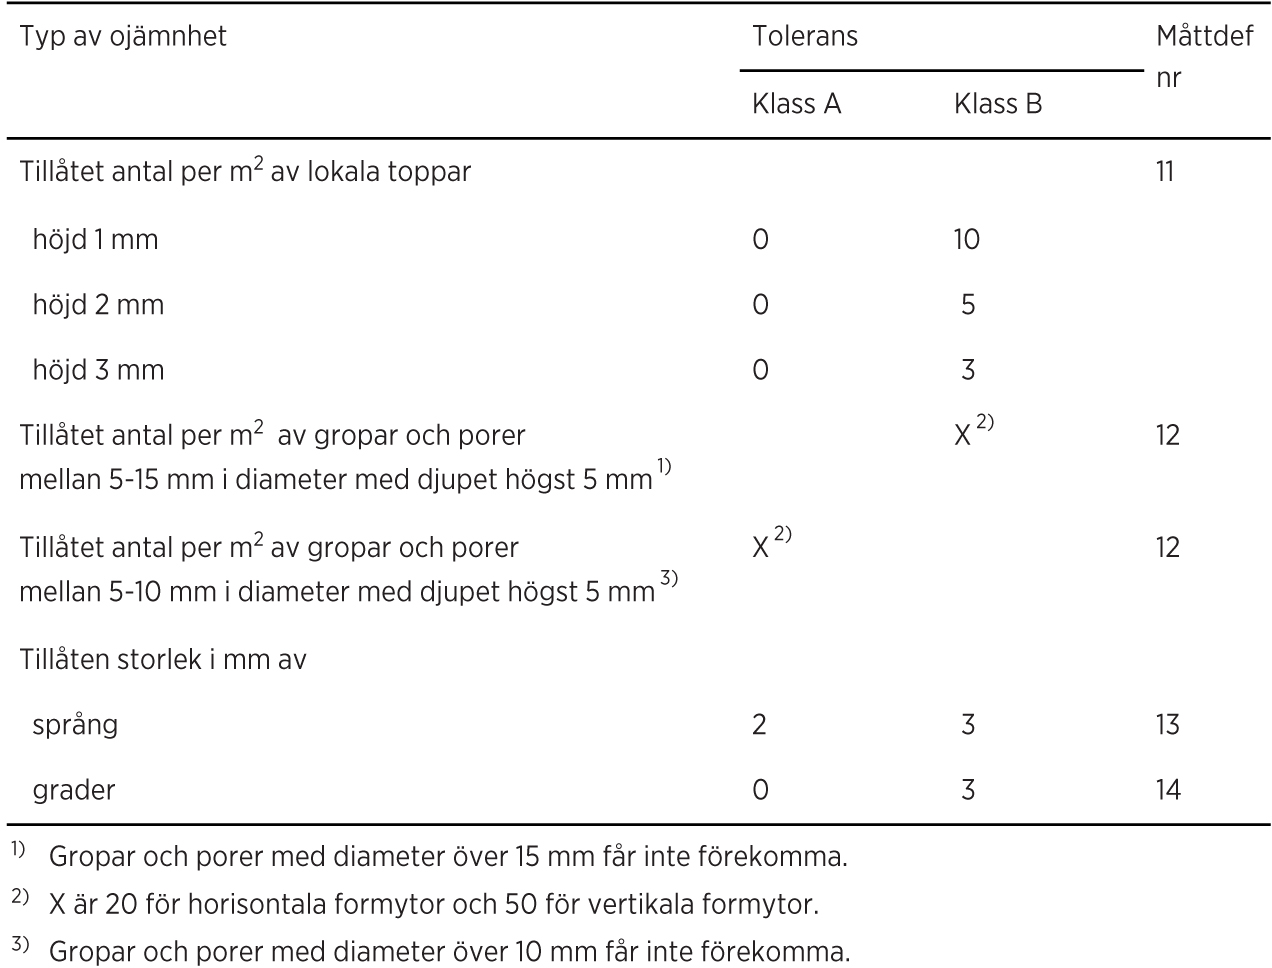 Typ av ojämnhet Tolerans Måttdef
nr
Klass A Klass B
Tillåtet antal per m² av lokala toppar 11
höjd 1 mm 0 10
höjd 2 mm 0 5
höjd 3 mm 0 3
Tillåtet antal per m² av gropar och porer X 2) 12
mellan 5-15 mm i diameter med djupet högst 5 mm 1)
Tillåtet antal per m² av gropar och porer X 2) 12
mellan 5-10 mm i diameter med djupet högst 5 mm 3)
Tillåten storlek i mm av
språng 2 3 13
grader 0 3 14
1) Gropar och porer med diameter över 15 mm får inte förekomma.
2) X är 20 för horisontala formytor och 50 för vertikala formytor.
3) Gropar och porer med diameter över 10 mm får inte förekomma.